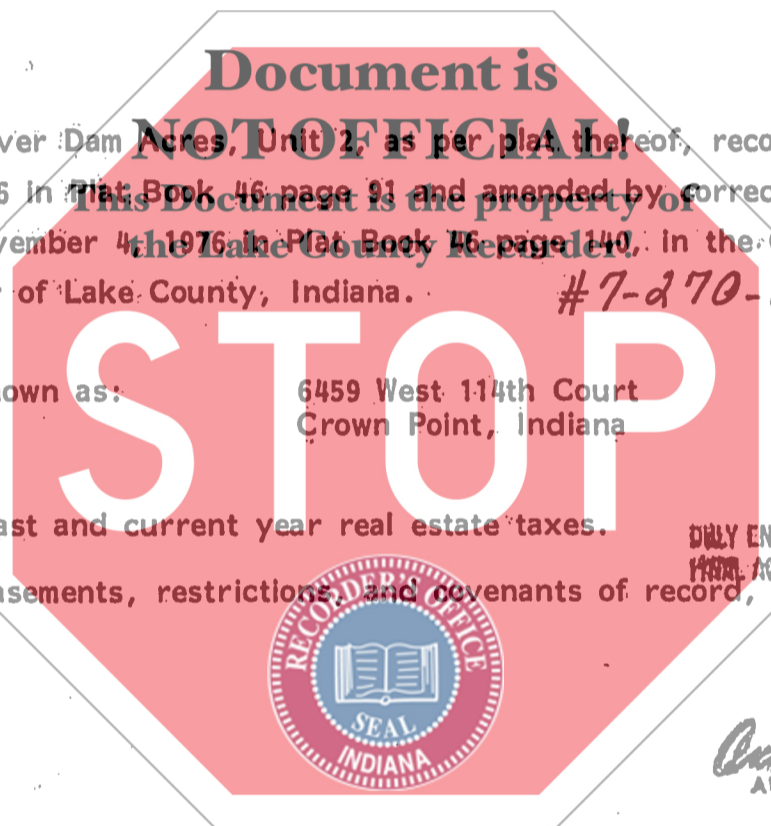 Document is
NOT OFFICIAL!
This Document is the property of
the Lake County Recorder!
ver Dam Acres, Unit 2, as per plat thereof, reco
6 in Plat Book 46 page 91 and amended by correc
vember 4, 1976 in Plat Book 46 page 140, in the
of Lake County, Indiana. #7-270-
STOP
own as: 6459 West 114th Court
Crown Point, Indiana
ast and current year real estate taxes.
DULY EN
asements, restrictions, and covenants of record,
RECORDER'S OFFICE
SEAL
INDIANA